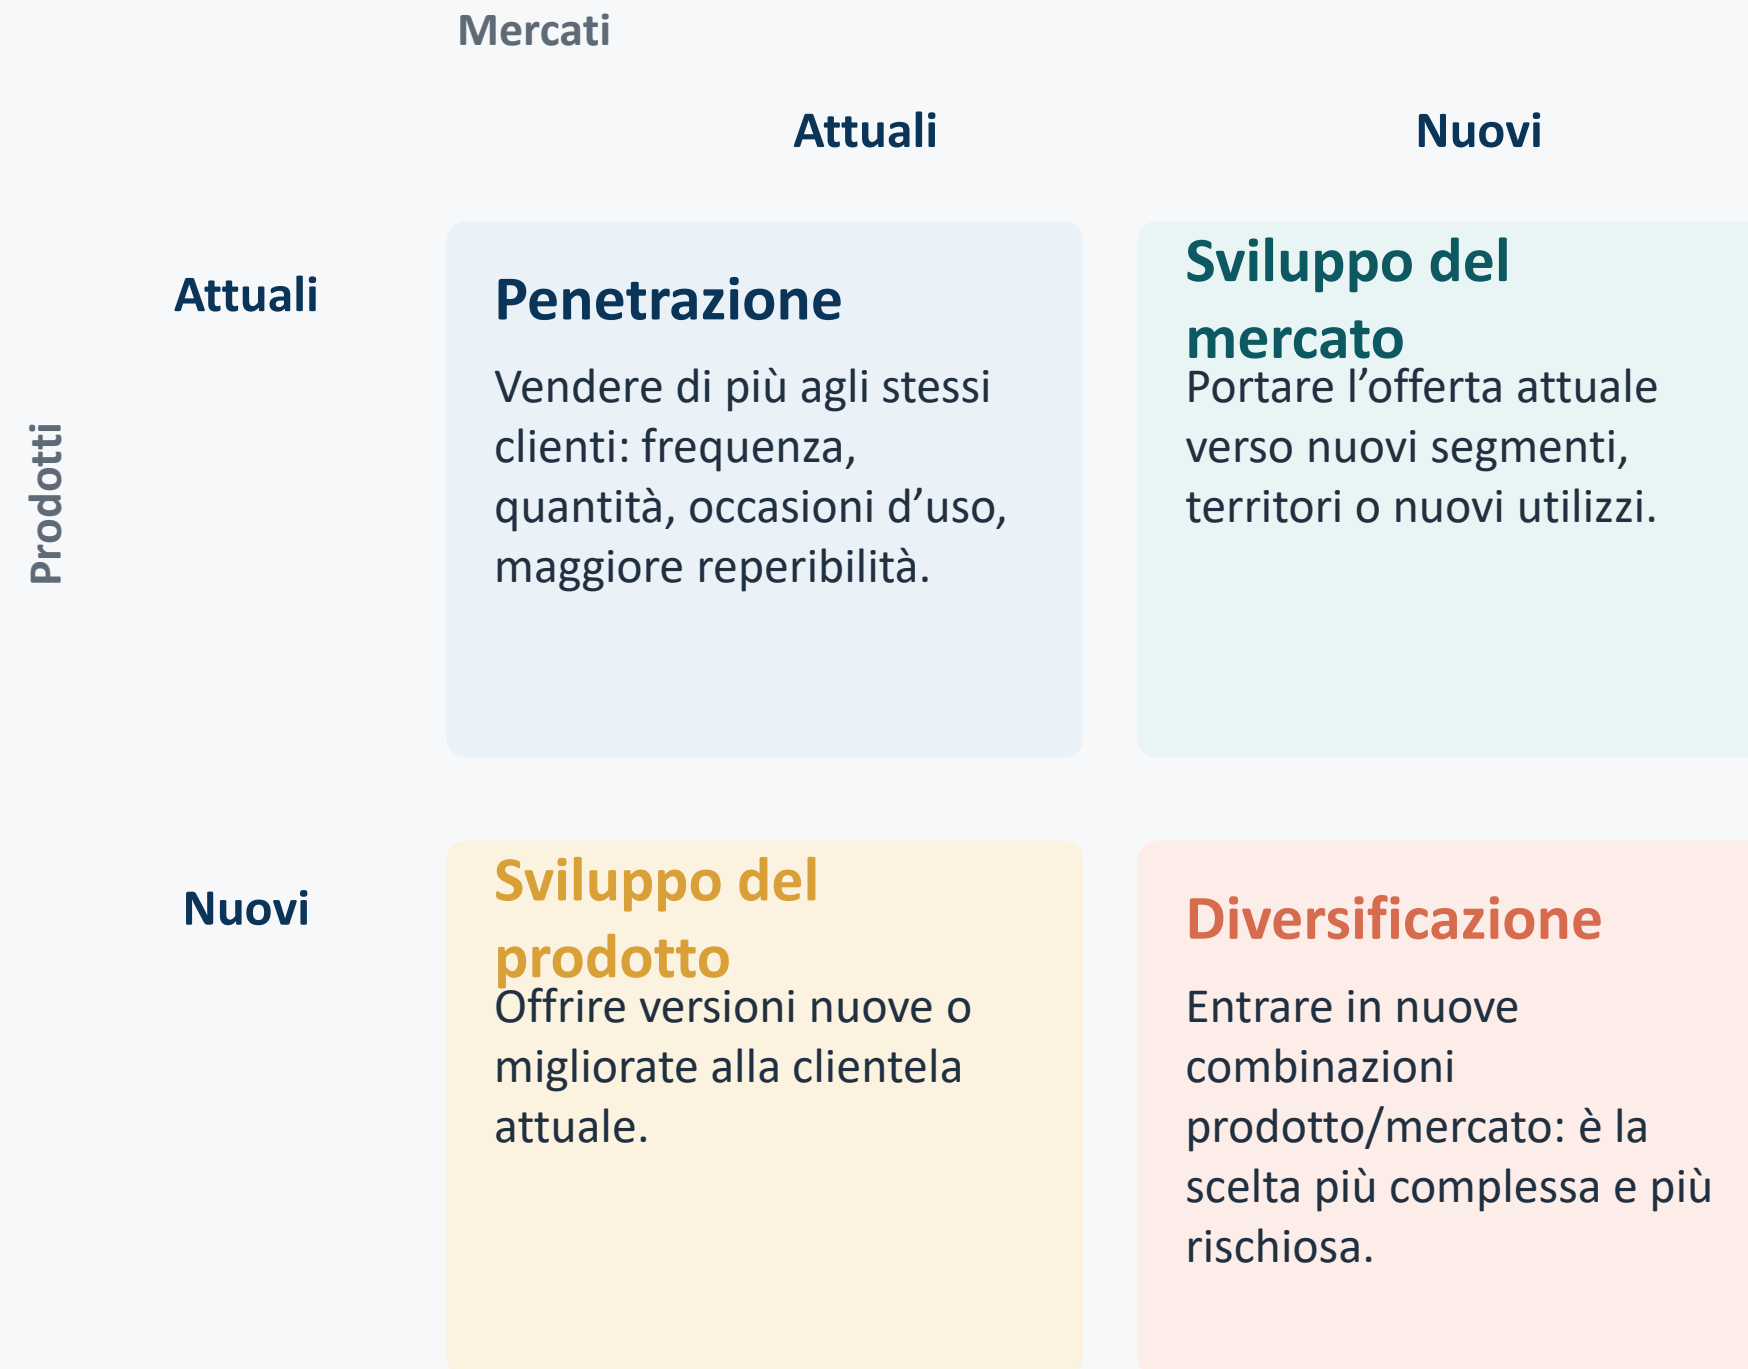 Mercati
Attuali
Nuovi
Prodotti
Attuali
Penetrazione
Vendere di più agli stessi
clienti: frequenza,
quantità, occasioni d’uso,
maggiore reperibilità.
Sviluppo del
mercato
Portare l’offerta attuale
verso nuovi segmenti,
territori o nuovi utilizzi.
Nuovi
Sviluppo del
prodotto
Offrire versioni nuove o
migliorate alla clientela
attuale.
Diversificazione
Entrare in nuove
combinazioni
prodotto/mercato: è la
scelta più complessa e più
rischiosa.